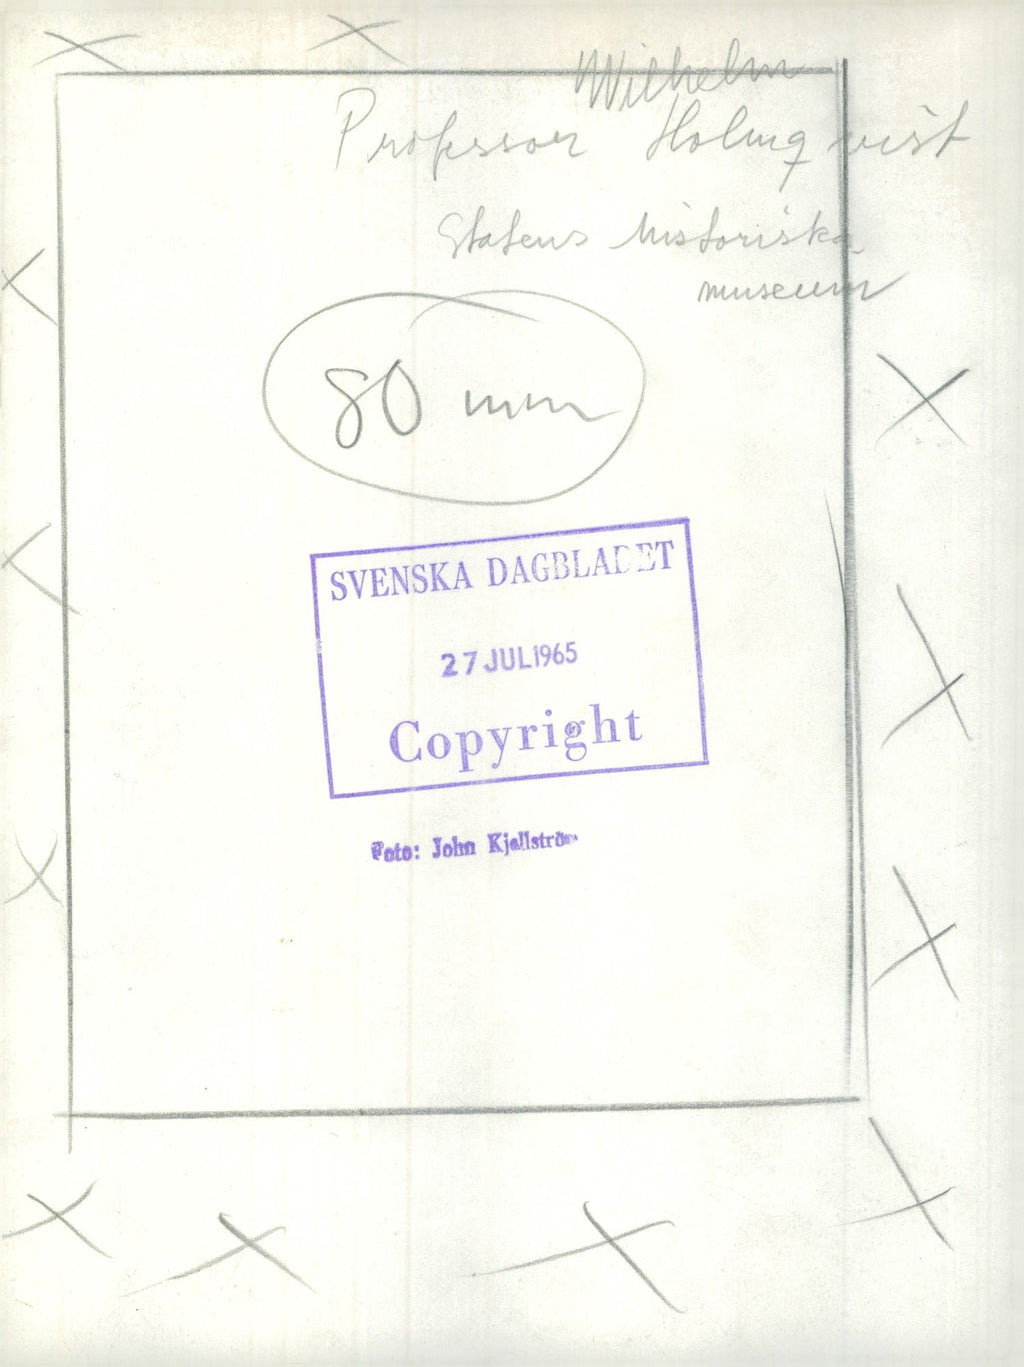 Wilhelm
Professor Holmqvist
Statens historiska
museum
80 mm
SVENSKA DAGBLADET
27 JUL 1965
Copyright
Foto: John Kjellström